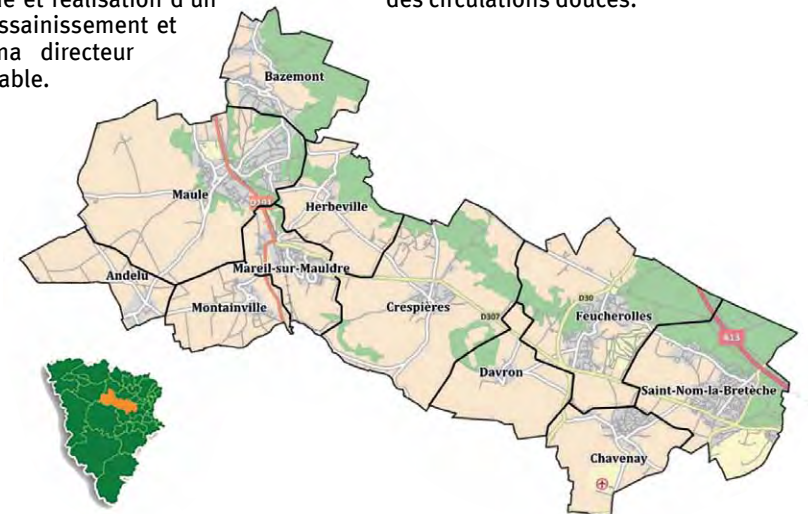 e et réalisation d'un
ssainissement et
ma directeur
able.
des circulations douces.
Bazemont
Maule
D191
Herbeville
Andelu
Mareil-sur-Mauldre
Montainville
Crespières
D307
D30
Feucherolles
A13
Davron
Saint-Nom-la-Bretèche
Chavenay